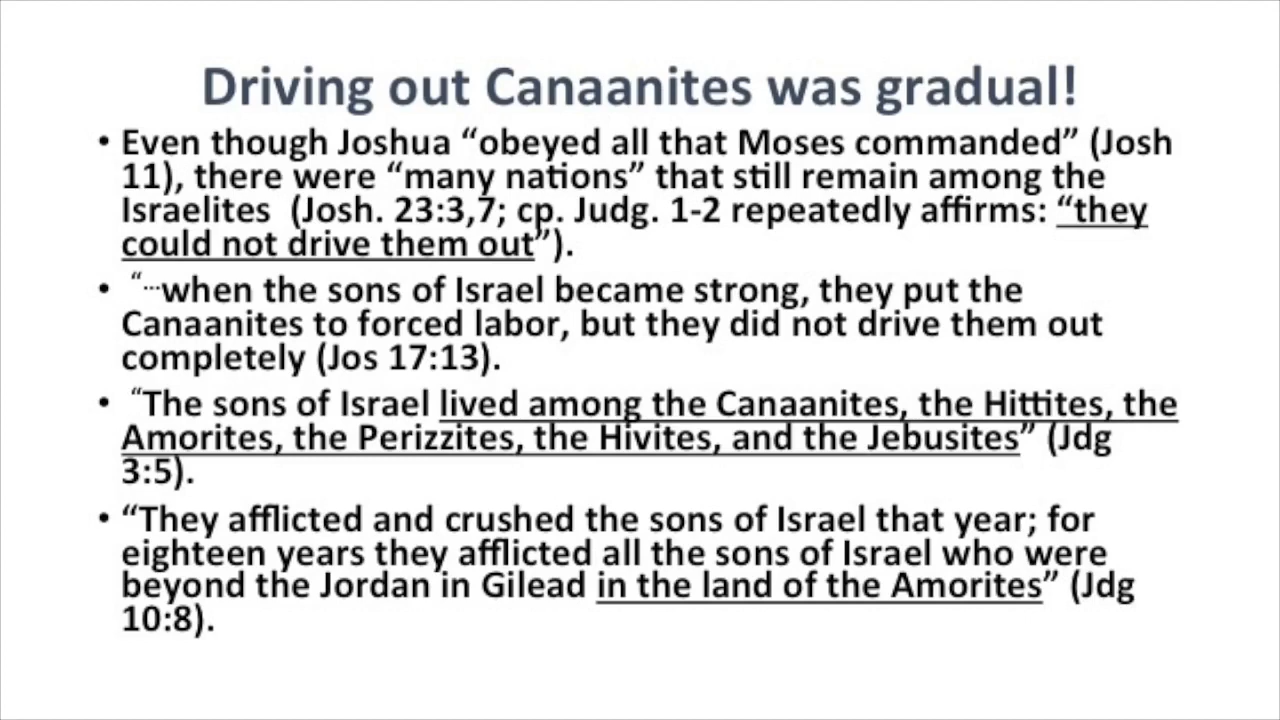 Driving out Canaanites was gradual!
• Even though Joshua “obeyed all that Moses commanded” (Josh
11), there were “many nations” that still remain among the
Israelites  (Josh. 23:3,7; cp. Judg. 1-2 repeatedly affirms: “they
could not drive them out”).
• “…when the sons of Israel became strong, they put the
Canaanites to forced labor, but they did not drive them out
completely (Jos 17:13).
• “The sons of Israel lived among the Canaanites, the Hittites, the
Amorites, the Perizzites, the Hivites, and the Jebusites” (Jdg
3:5).
• “They afflicted and crushed the sons of Israel that year; for
eighteen years they afflicted all the sons of Israel who were
beyond the Jordan in Gilead in the land of the Amorites” (Jdg
10:8).